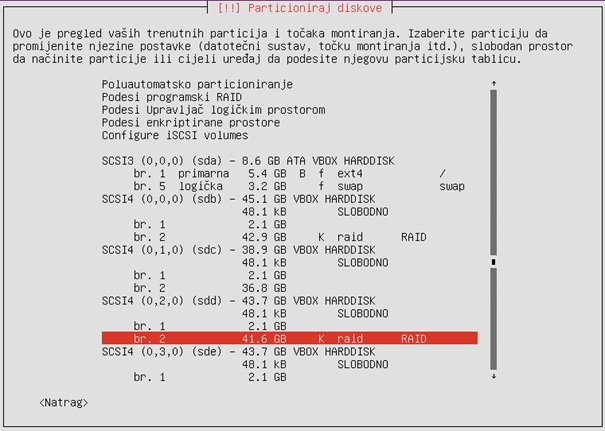 [!!] Particioniraj diskove
Ovo je pregled vaših trenutnih particija i točaka montiranja. Izaberite particiju da
promijenite njezine postavke (datotečni sustav, točku montiranja itd.), slobodan prostor
da načinite particije ili cijeli uređaj da podesite njegovu particijsku tablicu.
Poluautomatsko particioniranje
Podesi programski RAID
Podesi Upravljač logičkim prostorom
Podesi enkriptirane prostore
Configure iSCSI volumes
SCSI3 (0,0,0) (sda) - 8.6 GB ATA VBOX HARDDISK
br. 1 primarna 5.4 GB B f ext4 /
br. 5 logička 3.2 GB f swap swap
SCSI4 (0,0,0) (sdb) - 45.1 GB VBOX HARDDISK
48.1 kB SLOBODNO
br. 1 2.1 GB
br. 2 42.9 GB K raid RAID
SCSI4 (0,1,0) (sdc) - 38.9 GB VBOX HARDDISK
48.1 kB SLOBODNO
br. 1 2.1 GB
br. 2 36.8 GB
SCSI4 (0,2,0) (sdd) - 43.7 GB VBOX HARDDISK
48.1 kB SLOBODNO
br. 1 2.1 GB
br. 2 41.6 GB K raid RAID
SCSI4 (0,3,0) (sde) - 43.7 GB VBOX HARDDISK
48.1 kB SLOBODNO
br. 1 2.1 GB
<Natrag>